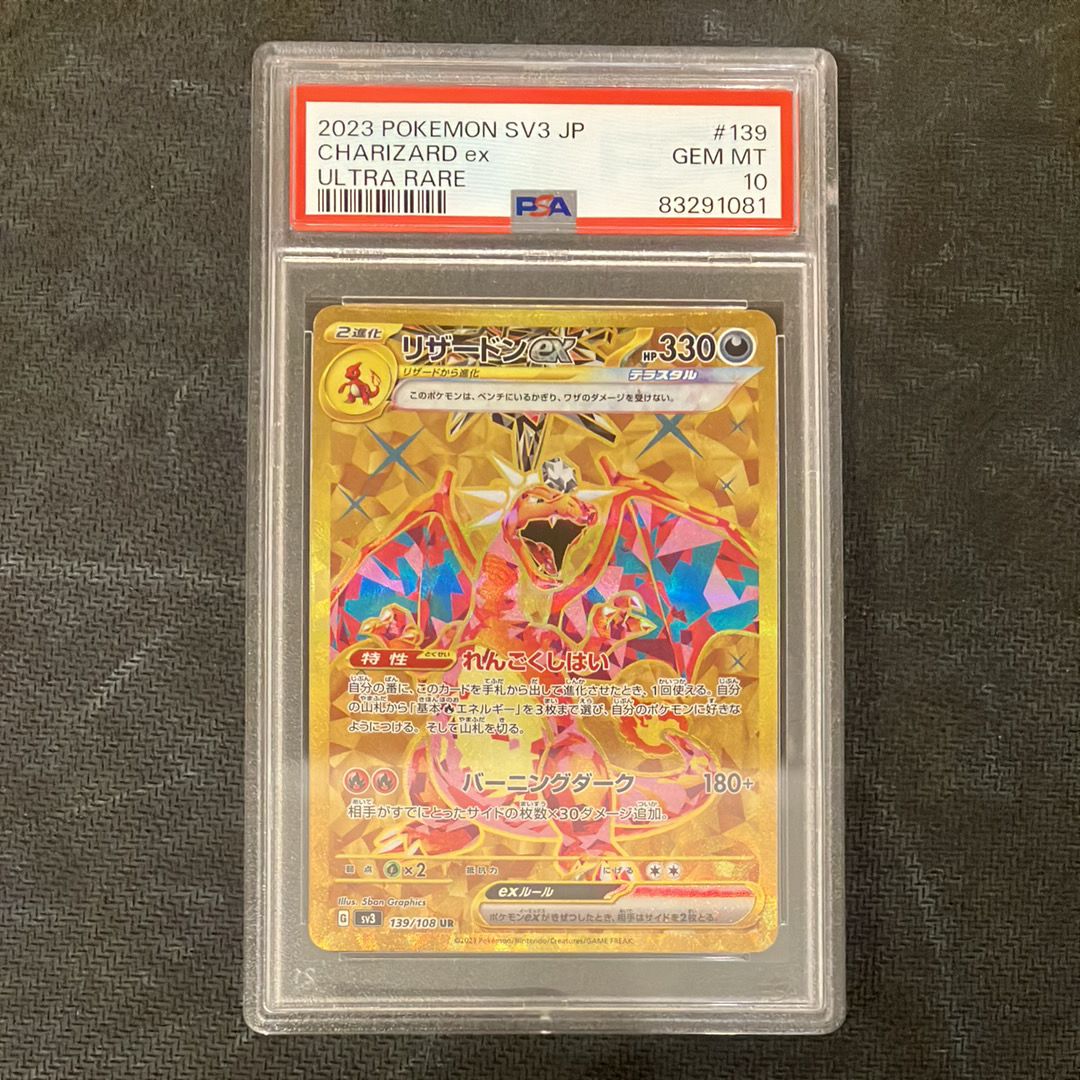 2023 POKEMON SV3 JP #139
CHARIZARD ex GEM MT
ULTRA RARE 10
PSA 83291081
2進化 リザードンex HP330
リザードから進化 テラスタル
このポケモンは、ベンチにいるかぎり、ワザのダメージを受けない。
特性 とくせい れんごくしはい
自分の番に、このカードを手札から出して進化させたとき、1回使える。自分
の山札から「基本エネルギー」を3枚まで選び、自分のポケモンに好きな
ようにつける。そして山札を切る。
バーニングダーク 180+
相手がすでにとったサイドの枚数×30ダメージ追加。
弱点 ×2 抵抗力 にげる
exルール
ポケモンexがきぜつしたとき、相手はサイドを2枚とる。
Illus. 5ban Graphics
G sv3 139/108 UR
©2023 Pokémon/Nintendo/Creatures/GAME FREAK